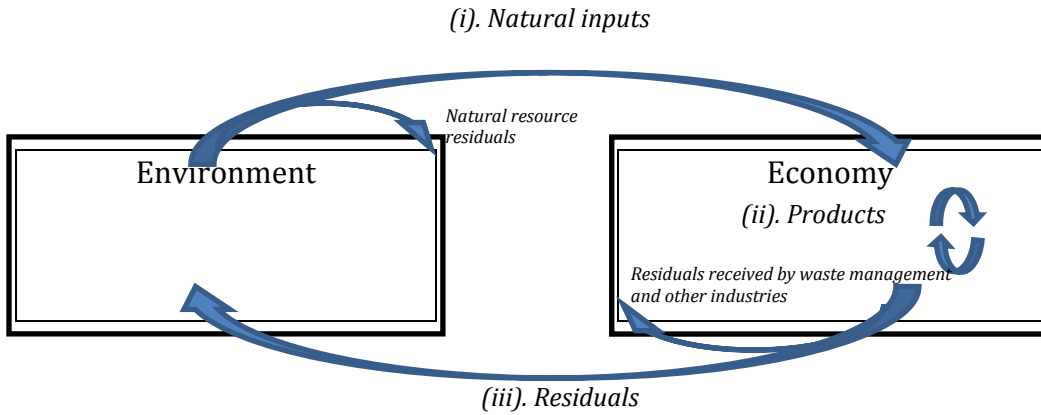 (i). Natural inputs
Natural resource
residuals
Environment
Economy
(ii). Products
Residuals received by waste management
and other industries
(iii). Residuals